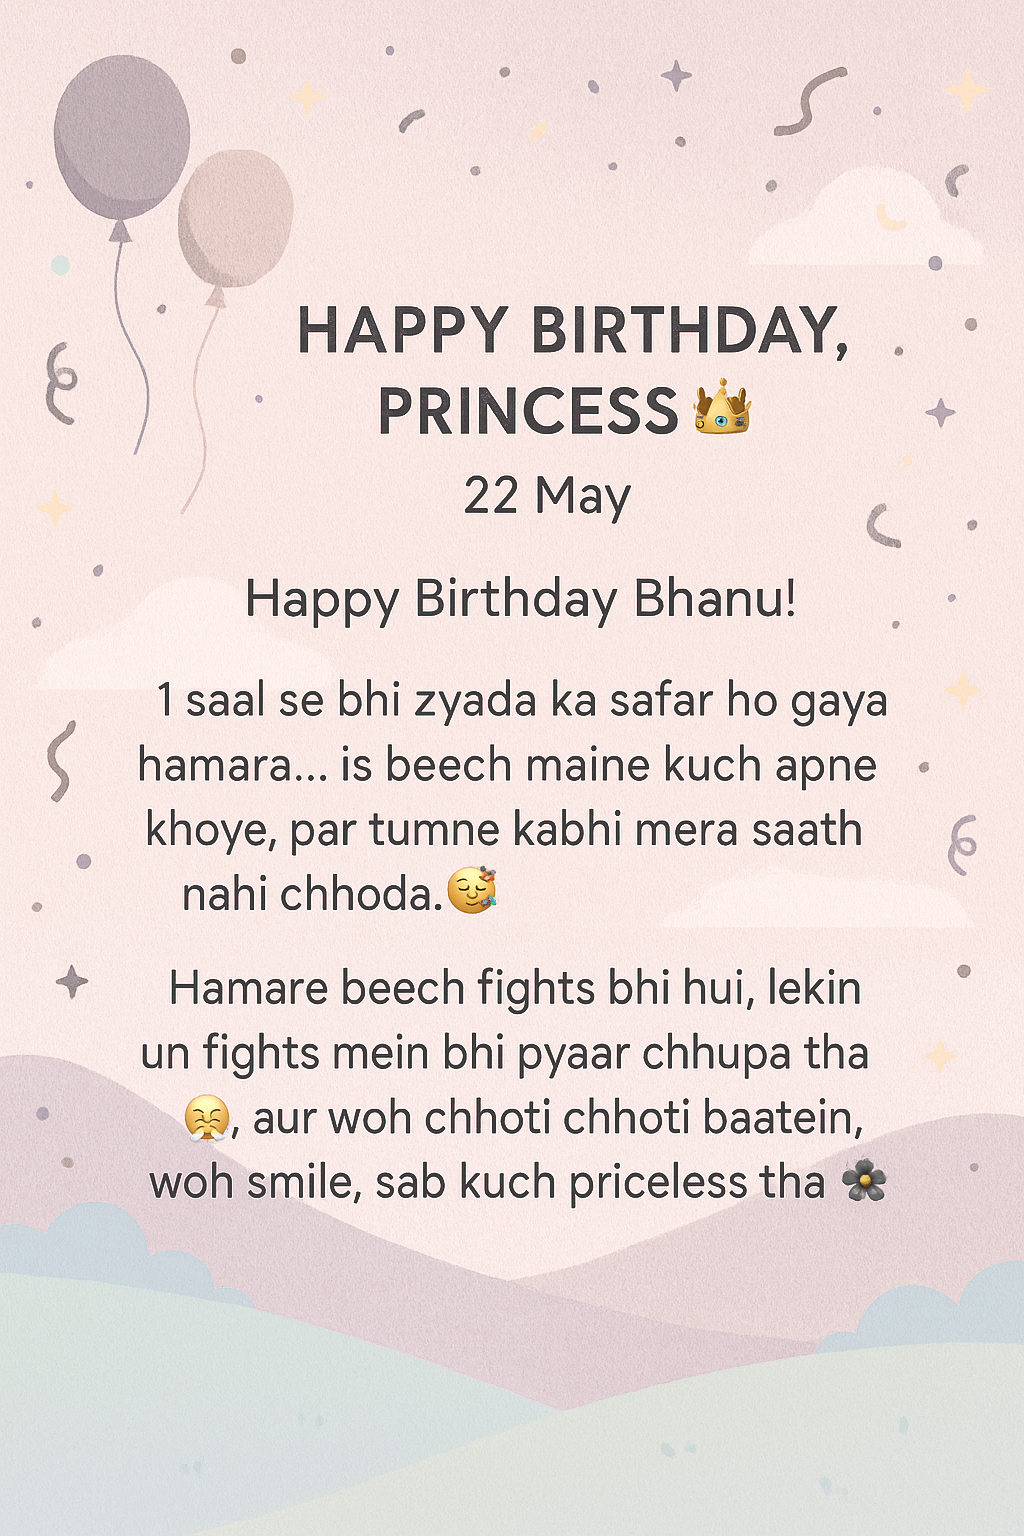 HAPPY BIRTHDAY,
PRINCESS 👑
22 May
Happy Birthday Bhanu!
1 saal se bhi zyada ka safar ho gaya
hamara... is beech maine kuch apne
khoye, par tumne kabhi mera saath
nahi chhoda.🥰
Hamare beech fights bhi hui, lekin
un fights mein bhi pyaar chhupa tha
😤, aur woh chhoti chhoti baatein,
woh smile, sab kuch priceless tha 🌼